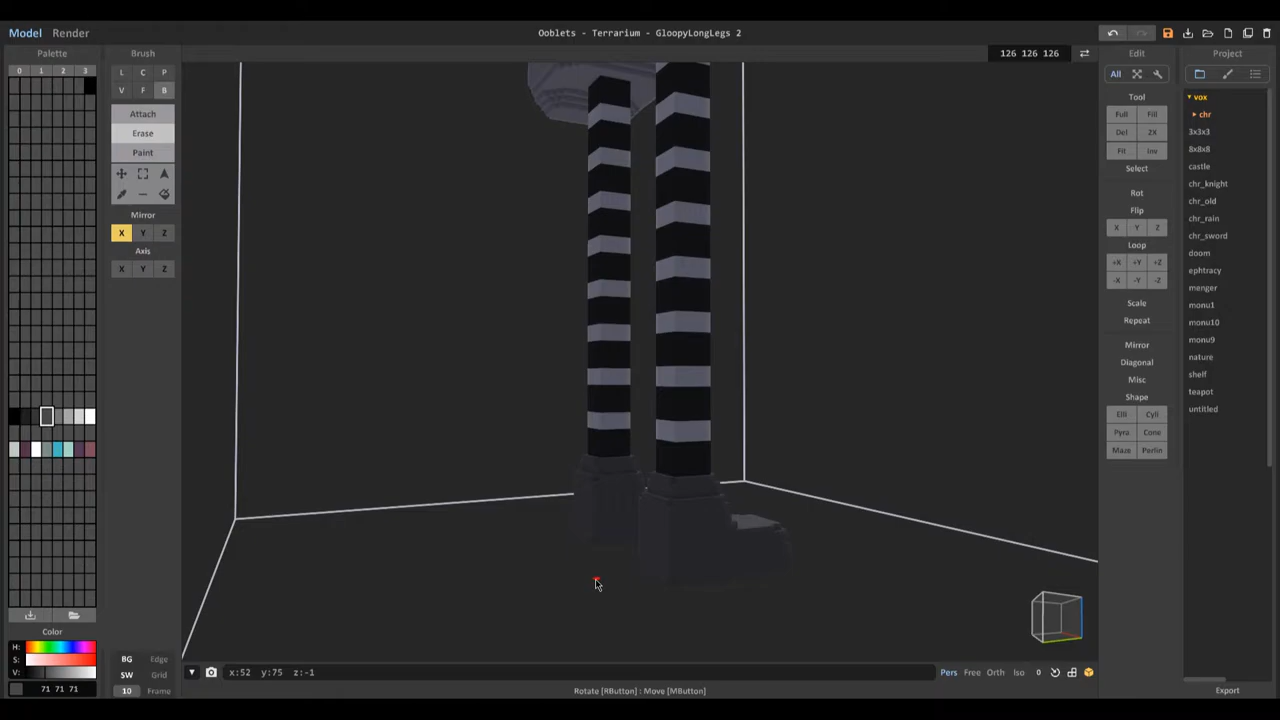 Model Render
Ooblets - Terrarium - GloopyLongLegs 2
Palette
0 1 2 3
Brush
L C P
V F B
Attach
Erase
Paint
Mirror
X Y Z
Axis
X Y Z
126 126 126
Edit
All
Tool
Full Fill
Del ZX
Fit Inv
Select
Rot
Flip
X Y Z
Loop
+X +Y +Z
-X -Y -Z
Scale
Repeat
Mirror
Diagonal
Misc
Shape
Elli Cyli
Pyra Cone
Maze Perlin
Project
vox
chr
3x3x3
8x8x8
castle
chr_knight
chr_old
chr_rain
chr_sword
doom
ephtracy
menger
monu1
monu10
monu9
nature
shelf
teapot
untitled
Color
H:
S:
V:
71 71 71
BG Edge
SW Grid
10 Frame
x:52 y:75 z:-1
Pers Free Orth Iso 0
Rotate [RButton] : Move [MButton]
Export